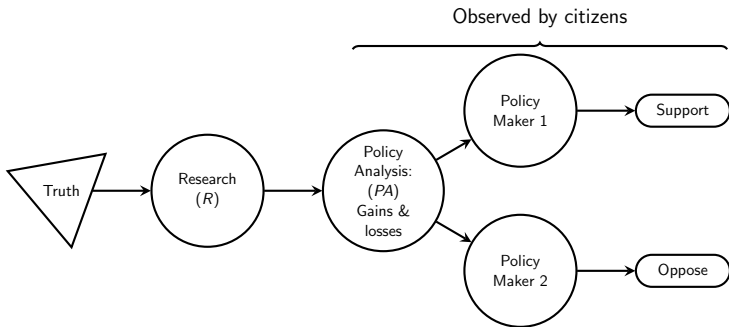 Observed by citizens
Truth
Research
(R)
Policy
Analysis:
(PA)
Gains &
losses
Policy
Maker 1
Support
Policy
Maker 2
Oppose